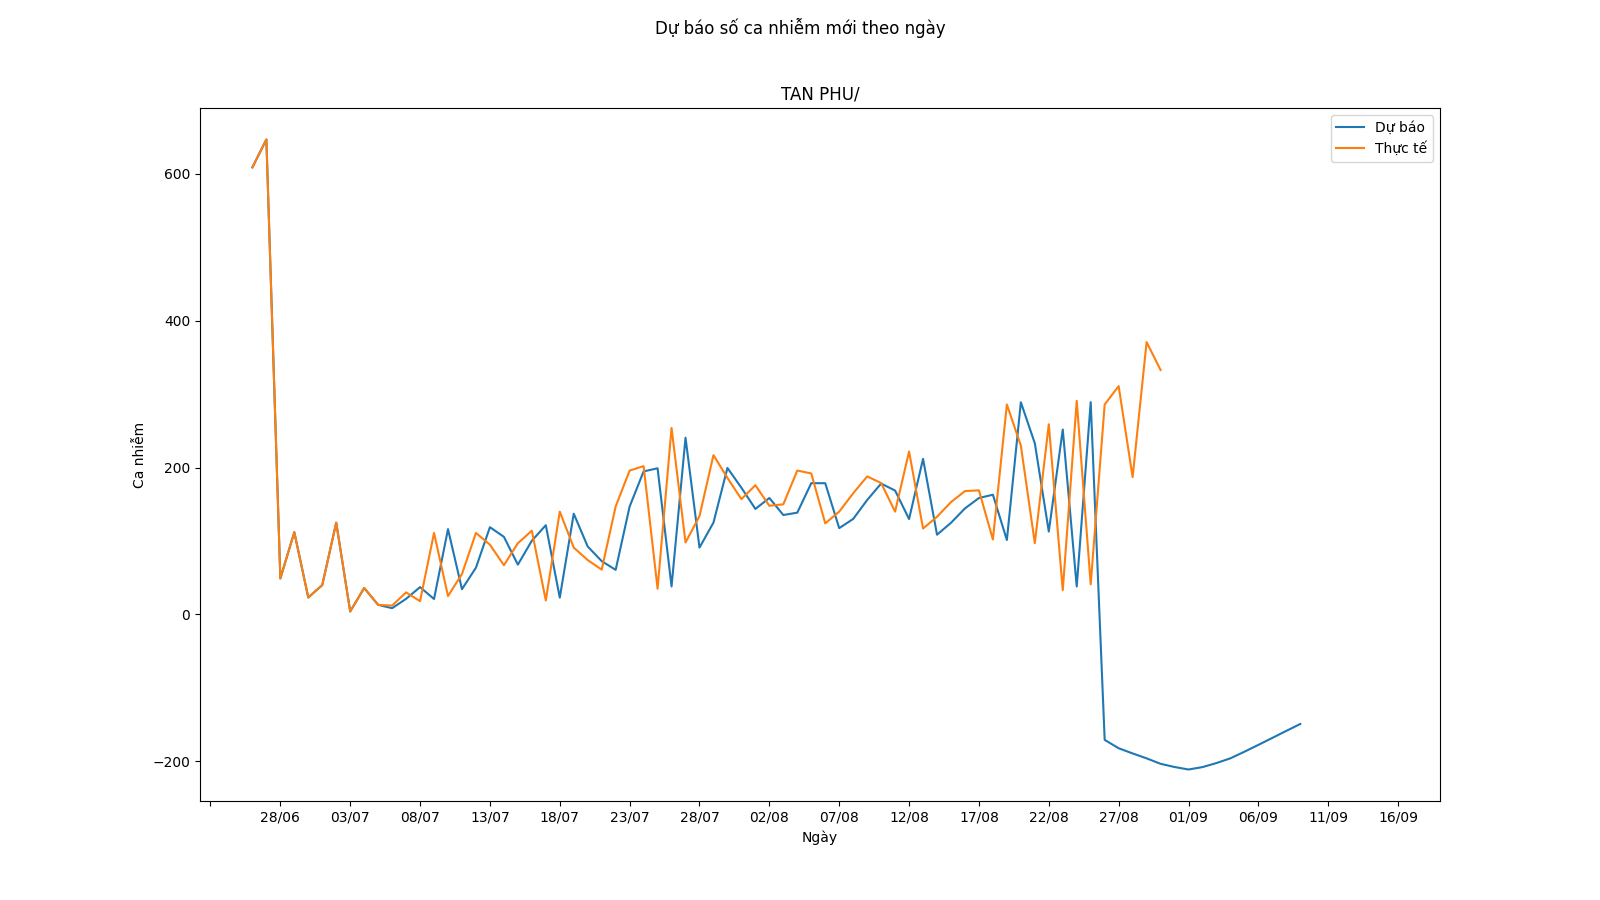 Dự báo số ca nhiễm mới theo ngày
TAN PHU/
Dự báo
Thực tế
600
400
200
0
−200
Ca nhiễm
28/06 03/07 08/07 13/07 18/07 23/07 28/07 02/08 07/08 12/08 17/08 22/08 27/08 01/09 06/09 11/09 16/09
Ngày